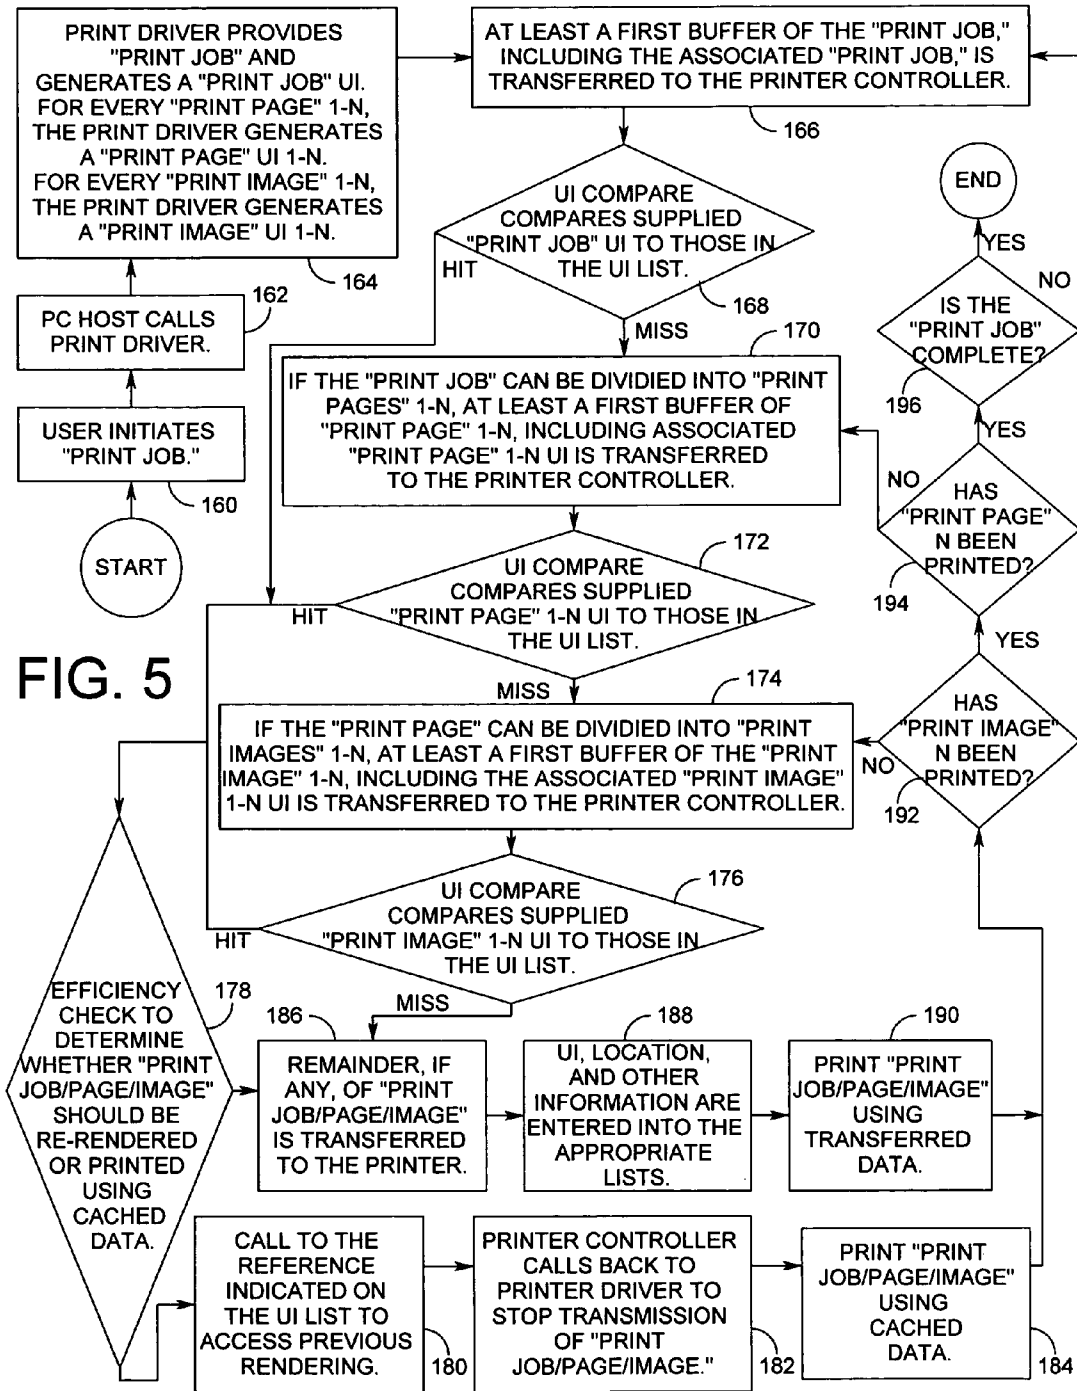 PRINT DRIVER PROVIDES
"PRINT JOB" AND
GENERATES A "PRINT JOB" UI.
FOR EVERY "PRINT PAGE" 1-N,
THE PRINT DRIVER GENERATES
A "PRINT PAGE" UI 1-N.
FOR EVERY "PRINT IMAGE" 1-N,
THE PRINT DRIVER GENERATES
A "PRINT IMAGE" UI 1-N.
164
162
PC HOST CALLS
PRINT DRIVER.
USER INITIATES
"PRINT JOB."
160
START
FIG. 5
AT LEAST A FIRST BUFFER OF THE "PRINT JOB,"
INCLUDING THE ASSOCIATED "PRINT JOB," IS
TRANSFERRED TO THE PRINTER CONTROLLER.
166
UI COMPARE
COMPARES SUPPLIED
"PRINT JOB" UI TO THOSE IN
THE UI LIST.
HIT
168
MISS
170
IF THE "PRINT JOB" CAN BE DIVIDED INTO "PRINT
PAGES" 1-N, AT LEAST A FIRST BUFFER OF
"PRINT PAGE" 1-N, INCLUDING ASSOCIATED
"PRINT PAGE" 1-N UI IS TRANSFERRED
TO THE PRINTER CONTROLLER.
172
UI COMPARE
COMPARES SUPPLIED
"PRINT PAGE" 1-N UI TO THOSE IN
THE UI LIST.
HIT
MISS
174
IF THE "PRINT PAGE" CAN BE DIVIDED INTO "PRINT
IMAGES" 1-N, AT LEAST A FIRST BUFFER OF THE "PRINT
IMAGE" 1-N, INCLUDING THE ASSOCIATED "PRINT IMAGE"
1-N UI IS TRANSFERRED TO THE PRINTER CONTROLLER.
176
UI COMPARE
COMPARES SUPPLIED
"PRINT IMAGE" 1-N UI TO THOSE IN
THE UI LIST.
HIT
MISS
178
EFFICIENCY
CHECK TO
DETERMINE
WHETHER "PRINT
JOB/PAGE/IMAGE"
SHOULD BE
RE-RENDERED
OR PRINTED
USING
CACHED
DATA.
186
REMAINDER, IF
ANY, OF "PRINT
JOB/PAGE/IMAGE"
IS TRANSFERRED
TO THE PRINTER.
188
UI, LOCATION,
AND OTHER
INFORMATION ARE
ENTERED INTO THE
APPROPRIATE
LISTS.
190
PRINT "PRINT
JOB/PAGE/IMAGE"
USING
TRANSFERRED
DATA.
CALL TO THE
REFERENCE
INDICATED ON
THE UI LIST TO
ACCESS PREVIOUS
RENDERING.
180
PRINTER CONTROLLER
CALLS BACK TO
PRINTER DRIVER TO
STOP TRANSMISSION
OF "PRINT
JOB/PAGE/IMAGE."
182
PRINT "PRINT
JOB/PAGE/IMAGE"
USING
CACHED
DATA.
184
END
YES
NO
IS THE
"PRINT JOB"
COMPLETE?
196
YES
NO
HAS
"PRINT PAGE"
N BEEN
PRINTED?
194
YES
HAS
"PRINT IMAGE"
N BEEN
PRINTED?
NO
192